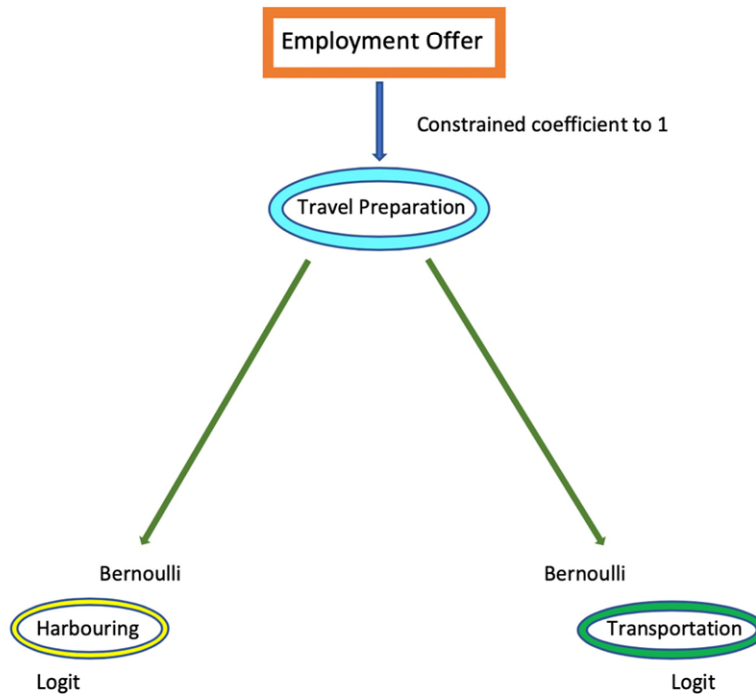 Employment Offer
Constrained coefficient to 1
Travel Preparation
Bernoulli
Bernoulli
Harbouring
Transportation
Logit
Logit